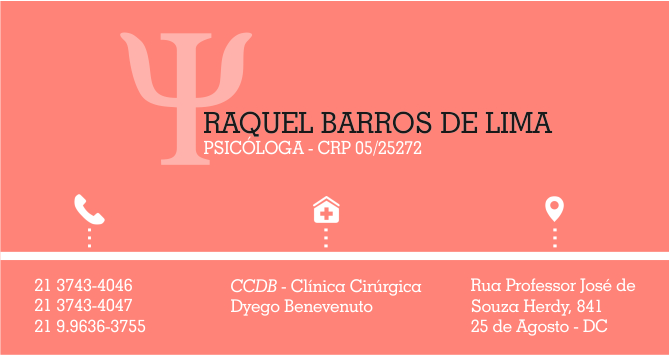 Ψ
RAQUEL BARROS DE LIMA
PSICÓLOGA - CRP 05/25272
21 3743-4046
21 3743-4047
21 9.9636-3755
CCDB - Clínica Cirúrgica
Dyego Benevenuto
Rua Professor José de
Souza Herdy, 841
25 de Agosto - DC